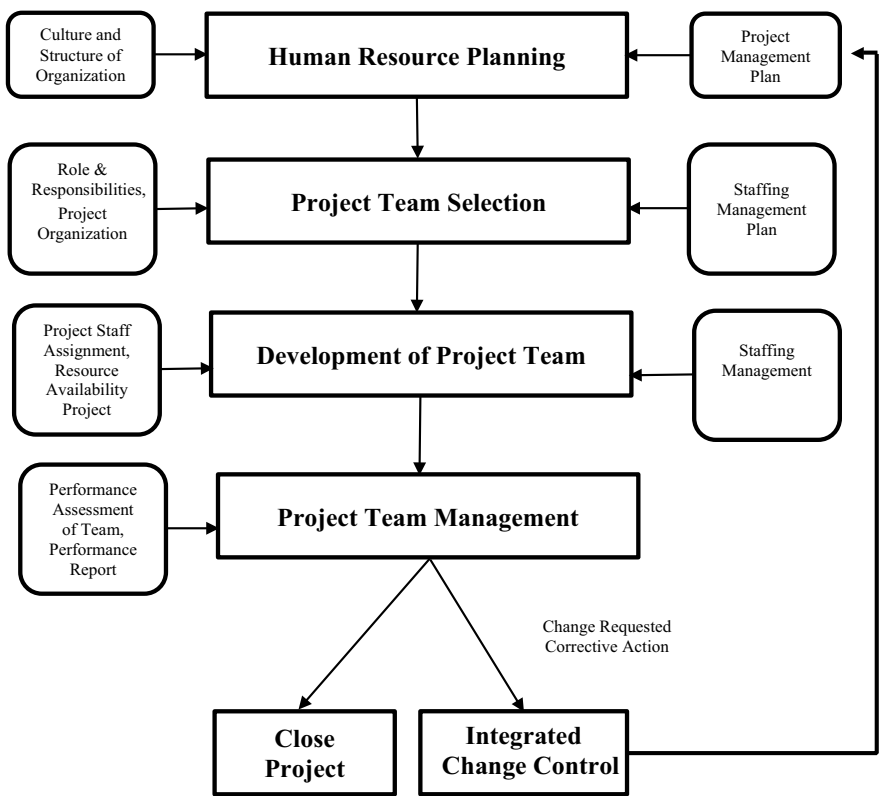 Culture and
Structure of
Organization
Human Resource Planning
Project
Management
Plan
Role &
Responsibilities,
Project
Organization
Project Team Selection
Staffing
Management
Plan
Project Staff
Assignment,
Resource
Availability
Project
Development of Project Team
Staffing
Management
Performance
Assessment
of Team,
Performance
Report
Project Team Management
Change Requested
Corrective Action
Close
Project
Integrated
Change Control